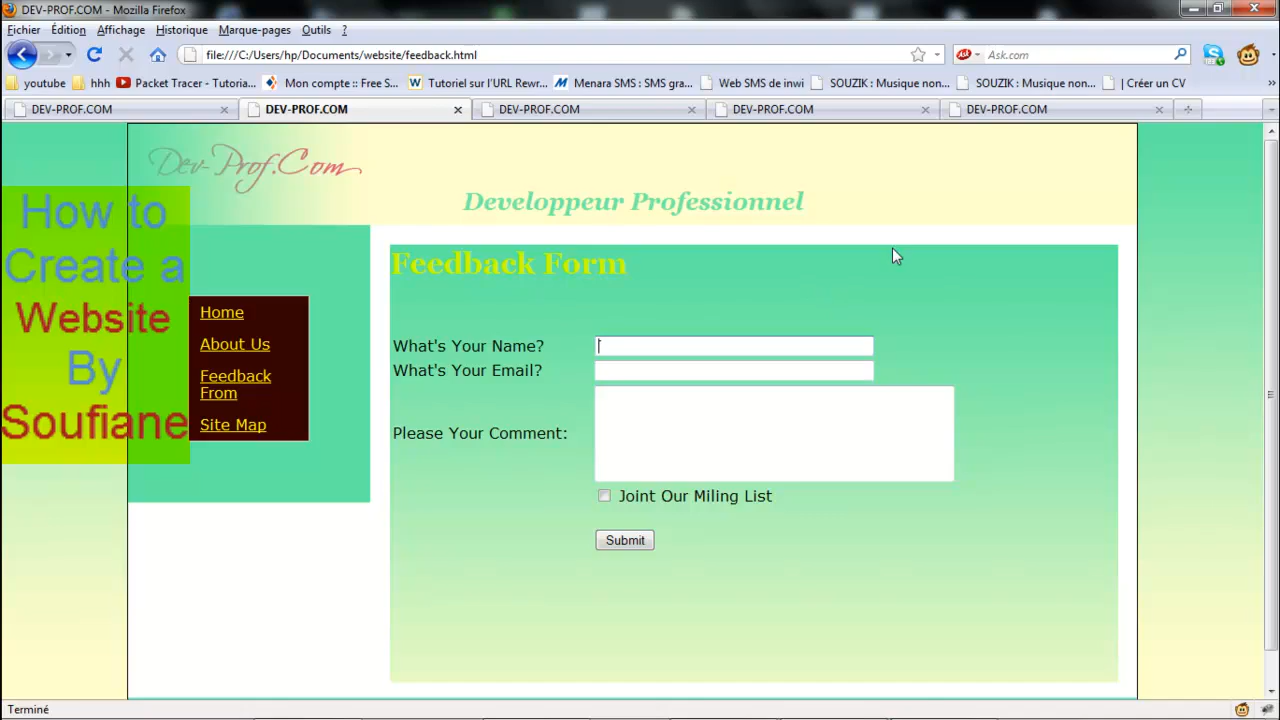 DEV-PROF.COM - Mozilla Firefox
Fichier Édition Affichage Historique Marque-pages Outils ?
file:///C:/Users/hp/Documents/website/feedback.html
Ask.com
youtube hhh Packet Tracer - Tutoria... Mon compte :: Free S... Tutoriel sur l'URL Rewr... Menara SMS : SMS gra... Web SMS de inwi SOUZIK : Musique non... SOUZIK : Musique non... | Créer un CV »
DEV-PROF.COM DEV-PROF.COM DEV-PROF.COM DEV-PROF.COM DEV-PROF.COM
Dev-Prof.Com
Developpeur Professionnel
How to
Create a
Website
By
Soufiane
Home
About Us
Feedback
From
Site Map
Feedback Form
What's Your Name?
What's Your Email?
Please Your Comment:
Joint Our Miling List
Submit
Terminé